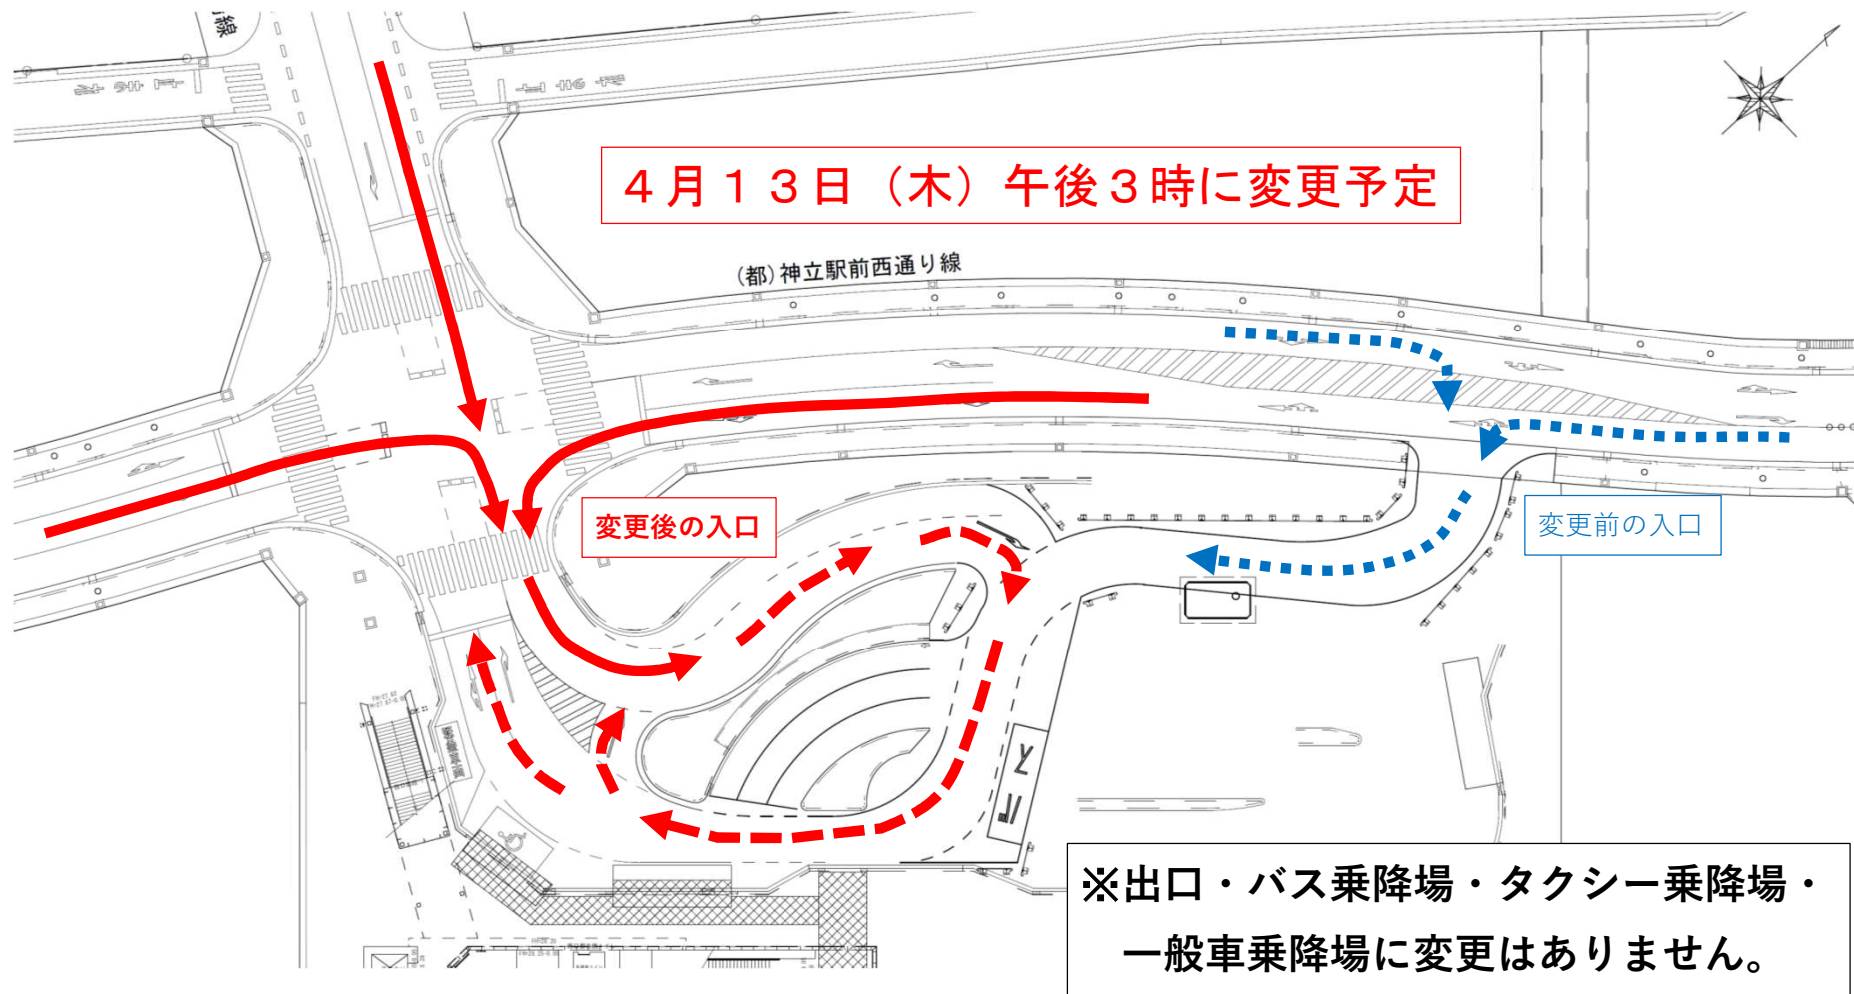 ４月１３日（木）午後３時に変更予定
(都)神立駅前西通り線
変更後の入口
変更前の入口
※出口・バス乗降場・タクシー乗降場・
一般車乗降場に変更はありません。